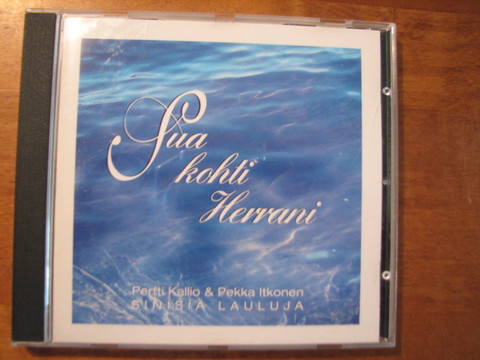 Sua
kohti
Herrani
Pertti Kallio & Pekka Itkonen
SINISIÄ LAULUJA